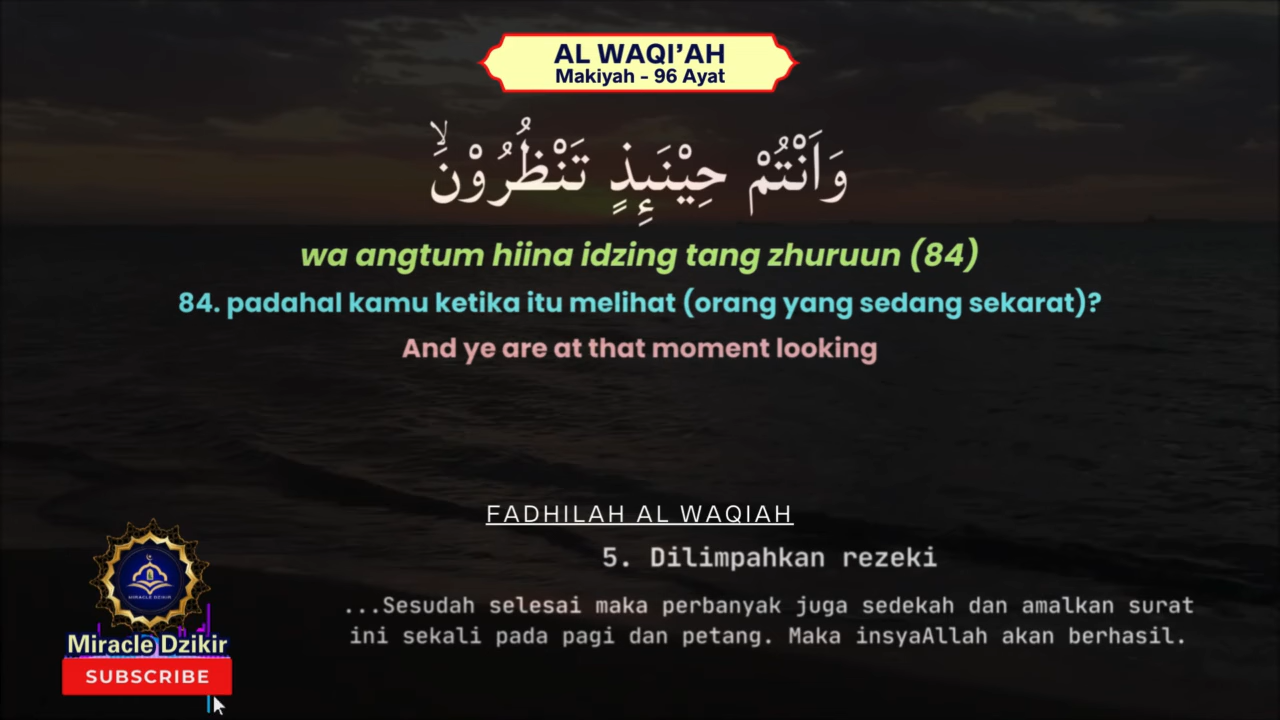 AL WAQI’AH
Makiyah - 96 Ayat
وَاَنْتُمْ حِيْنَىِٕذٍ تَنْظُرُوْنَۙ
wa angtum hiina idzing tang zhuruun (84)
84. padahal kamu ketika itu melihat (orang yang sedang sekarat)?
And ye are at that moment looking
FADHILAH AL WAQIAH
5. Dilimpahkan rezeki
...Sesudah selesai maka perbanyak juga sedekah dan amalkan surat
ini sekali pada pagi dan petang. Maka insyaAllah akan berhasil.
MIRACLE DZIKIR
Miracle Dzikir
SUBSCRIBE